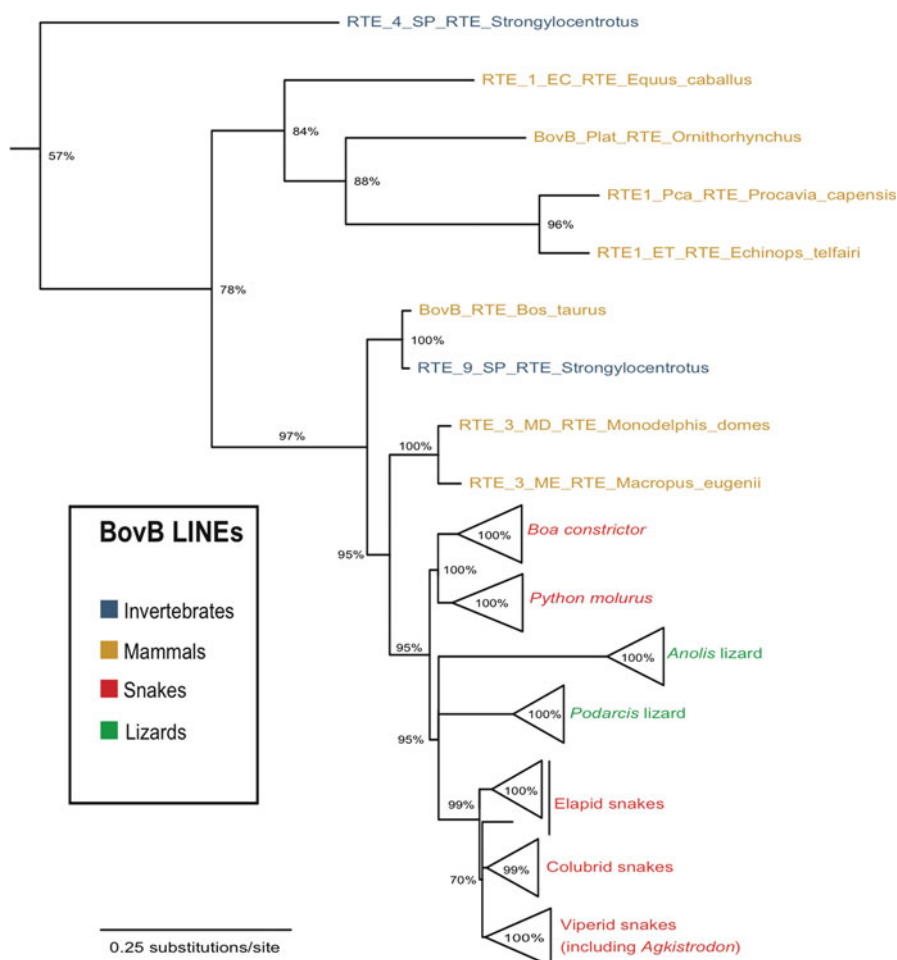 RTE_4_SP_RTE_Strongylocentrotus
RTE_1_EC_RTE_Equus_caballus
84%
BovB_Plat_RTE_Ornithorhynchus
57%
88%
RTE1_Pca_RTE_Procavia_capensis
96%
RTE1_ET_RTE_Echinops_telfairi
78%
BovB_RTE_Bos_taurus
100%
RTE_9_SP_RTE_Strongylocentrotus
97%
RTE_3_MD_RTE_Monodelphis_domes
100%
RTE_3_ME_RTE_Macropus_eugenii
BovB LINEs
Invertebrates
Mammals
Snakes
Lizards
100%
Boa constrictor
95%
100%
100%
Python molurus
95%
100%
Anolis lizard
100%
Podarcis lizard
95%
99%
100%
Elapid snakes
99%
Colubrid snakes
70%
100%
Viperid snakes
(including Agkistrodon)
0.25 substitutions/site